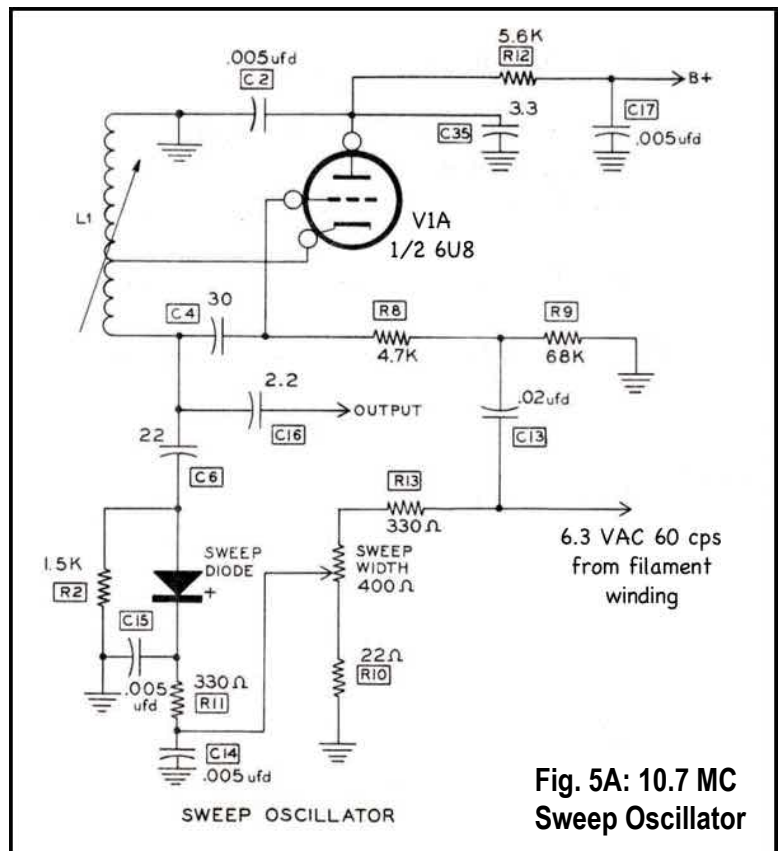 5.6K
R12
.005ufd
C2
B+
3.3
C35
C17
.005ufd
L1
V1A
1/2 6U8
30
C4
R8
4.7K
R9
68K
2.2
OUTPUT
C16
.02ufd
C13
22
C6
R13
330Ω
6.3 VAC 60 cps
from filament
winding
SWEEP
WIDTH
400Ω
1.5K
R2
SWEEP
DIODE
+
C15
.005
ufd
330Ω
R11
22Ω
R10
C14
.005ufd
SWEEP OSCILLATOR
Fig. 5A: 10.7 MC
Sweep Oscillator